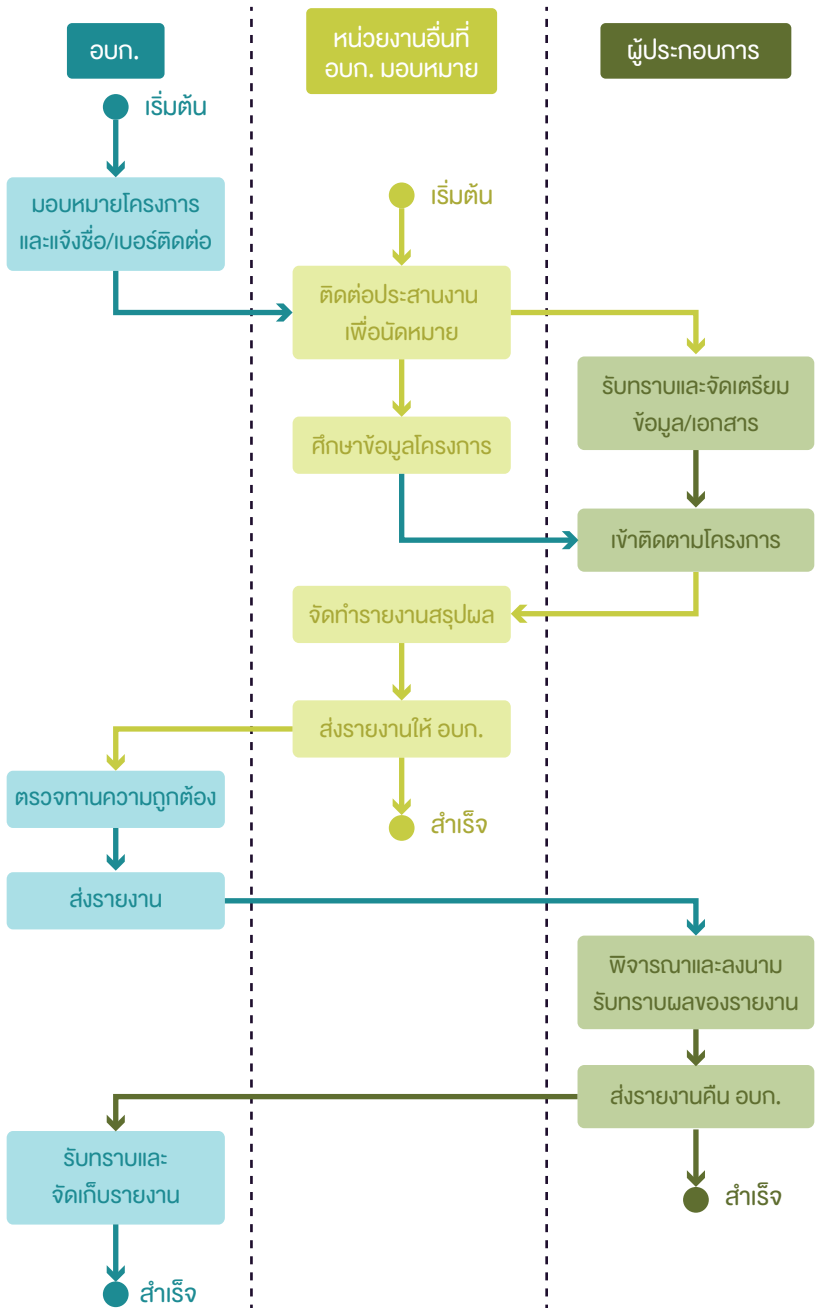 อบก.
หน่วยงานอื่นที่
อบก. มอบหมาย
ผู้ประกอบการ
เริ่มต้น
มอบหมายโครงการ
และแจ้งชื่อ/เบอร์ติดต่อ
เริ่มต้น
ติดต่อประสานงาน
เพื่อนัดหมาย
รับทราบและจัดเตรียม
ข้อมูล/เอกสาร
ศึกษาข้อมูลโครงการ
เข้าติดตามโครงการ
จัดทำรายงานสรุปผล
ส่งรายงานให้ อบก.
ตรวจทานความถูกต้อง
สำเร็จ
ส่งรายงาน
พิจารณาและลงนาม
รับทราบผลของรายงาน
ส่งรายงานคืน อบก.
รับทราบและ
จัดเก็บรายงาน
สำเร็จ
สำเร็จ